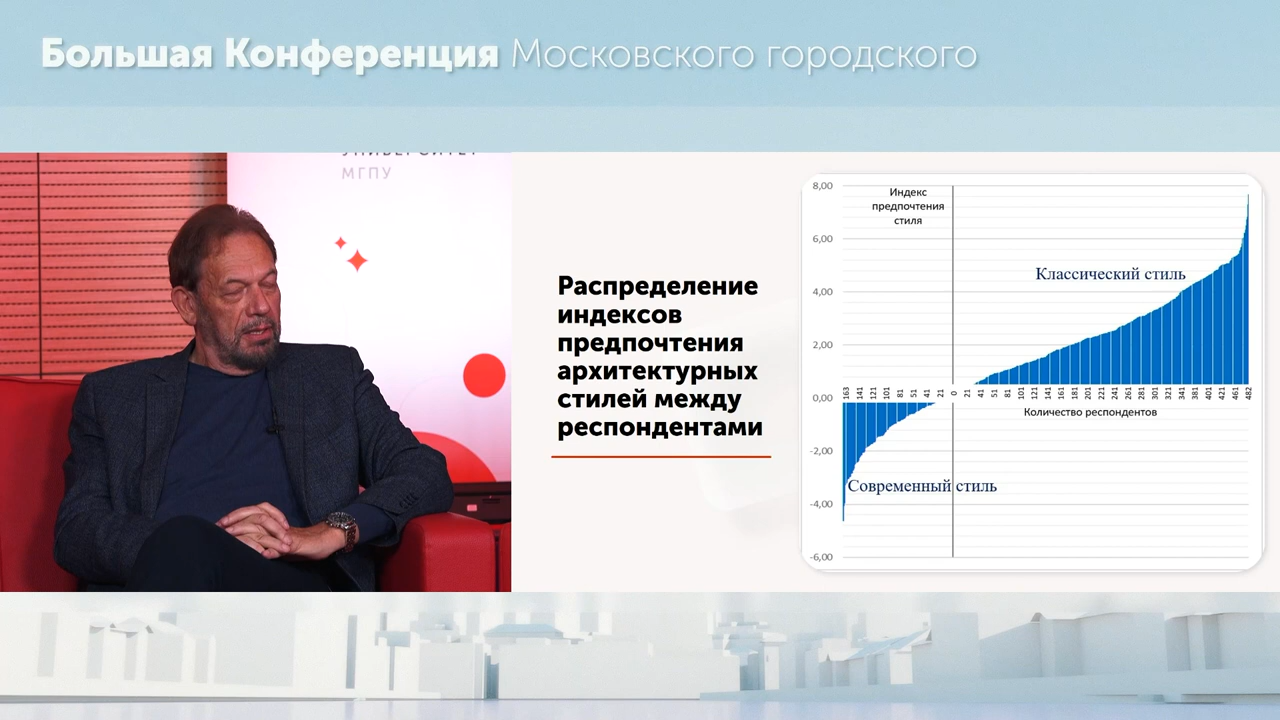 Большая Конференция Московского городского
МГПУ
Распределение
индексов
предпочтения
архитектурных
стилей между
респондентами
Индекс
предпочтения
стиля
8,00
6,00
4,00
2,00
0,00
-2,00
-4,00
-6,00
Классический стиль
163 141 121 101 81 61 41 21 0 21 41 61 81 101 121 141 161 181 201 221 241 261 281 301 321 341 361 381 401 421 441 461 482
Количество респондентов
Современный стиль